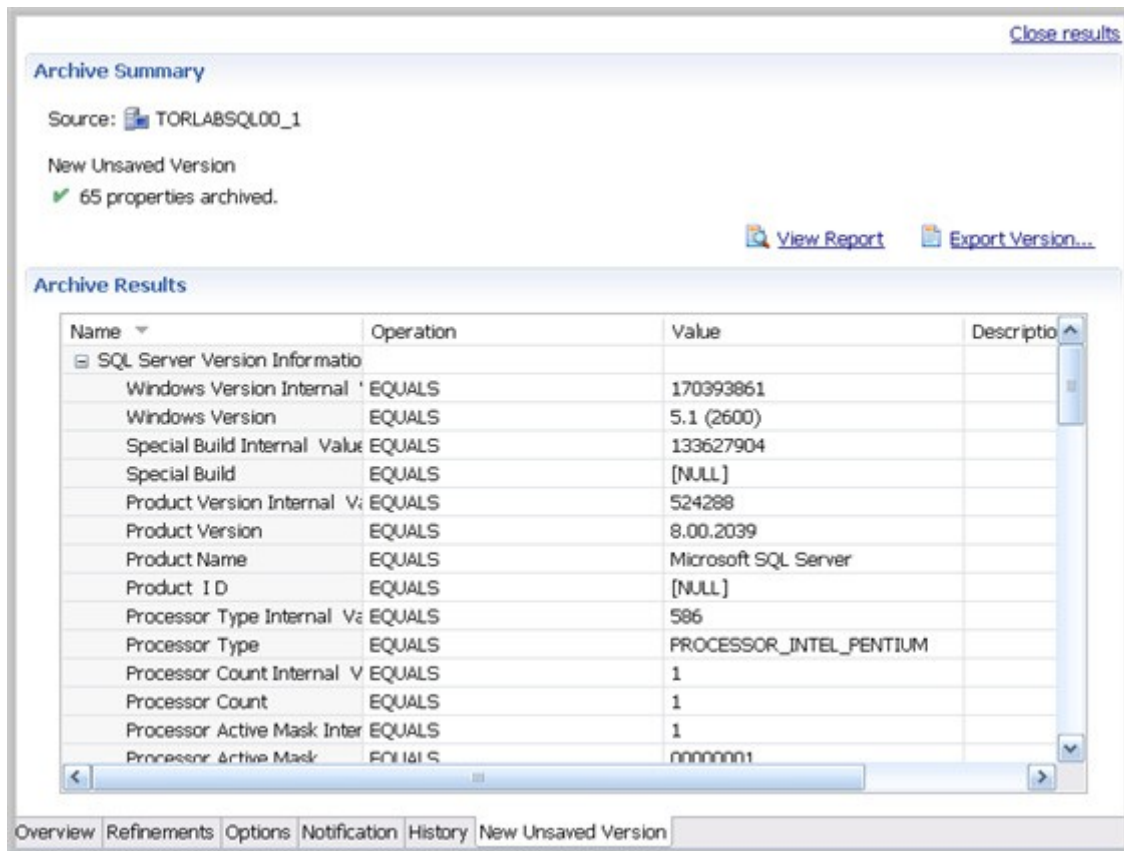 Close results
Archive Summary
Source: TORLABSQL00_1
New Unsaved Version
65 properties archived.
View Report Export Version...
Archive Results
Name Operation Value Descriptio
SQL Server Version Informatio
Windows Version Internal ' EQUALS 170393861
Windows Version EQUALS 5.1 (2600)
Special Build Internal Value EQUALS 133627904
Special Build EQUALS [NULL]
Product Version Internal Va EQUALS 524288
Product Version EQUALS 8.00.2039
Product Name EQUALS Microsoft SQL Server
Product I D EQUALS [NULL]
Processor Type Internal Va EQUALS 586
Processor Type EQUALS PROCESSOR_INTEL_PENTIUM
Processor Count Internal V EQUALS 1
Processor Count EQUALS 1
Processor Active Mask Inter EQUALS 1
Processor Active Mask EQUALS 00000001
Overview Refinements Options Notification History New Unsaved Version